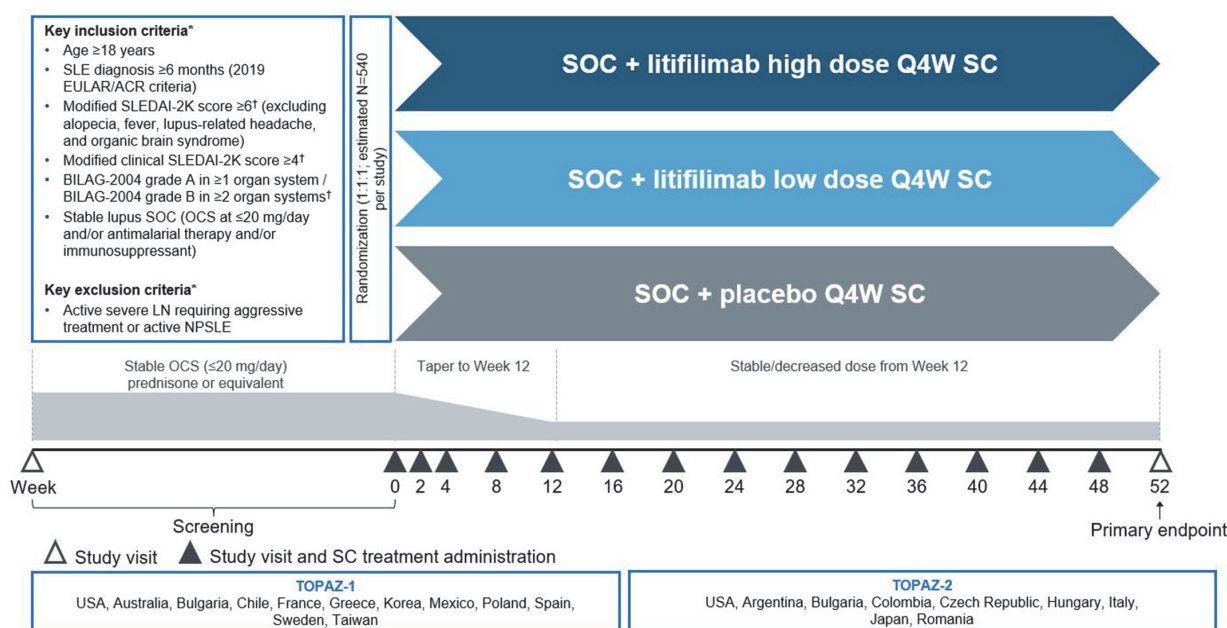 Key inclusion criteria*
• Age ≥18 years
• SLE diagnosis ≥6 months (2019
EULAR/ACR criteria)
• Modified SLEDAI-2K score ≥6† (excluding
alopecia, fever, lupus-related headache,
and organic brain syndrome)
• Modified clinical SLEDAI-2K score ≥4†
• BILAG-2004 grade A in ≥1 organ system /
BILAG-2004 grade B in ≥2 organ systems†
• Stable lupus SOC (OCS at ≤20 mg/day
and/or antimalarial therapy and/or
immunosuppressant)
Key exclusion criteria*
• Active severe LN requiring aggressive
treatment or active NPSLE
Randomization (1:1:1; estimated N=540
per study)
SOC + litifilimab high dose Q4W SC
SOC + litifilimab low dose Q4W SC
SOC + placebo Q4W SC
Stable OCS (≤20 mg/day)
prednisone or equivalent
Taper to Week 12
Stable/decreased dose from Week 12
Week 0 2 4 8 12 16 20 24 28 32 36 40 44 48 52
Screening
Primary endpoint
Study visit
Study visit and SC treatment administration
TOPAZ-1
USA, Australia, Bulgaria, Chile, France, Greece, Korea, Mexico, Poland, Spain,
Sweden, Taiwan
TOPAZ-2
USA, Argentina, Bulgaria, Colombia, Czech Republic, Hungary, Italy,
Japan, Romania